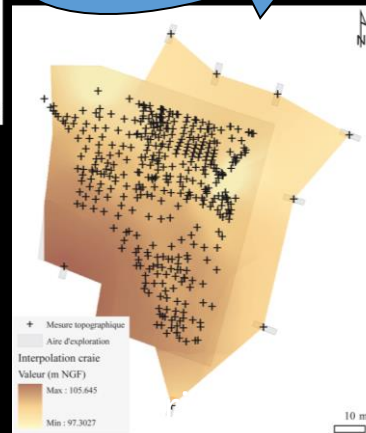 N
+ Mesure topographique
Aire d'exploration
Interpolation craie
Valeur (m NGF)
Max : 105.645
Min : 97.3027
10 m